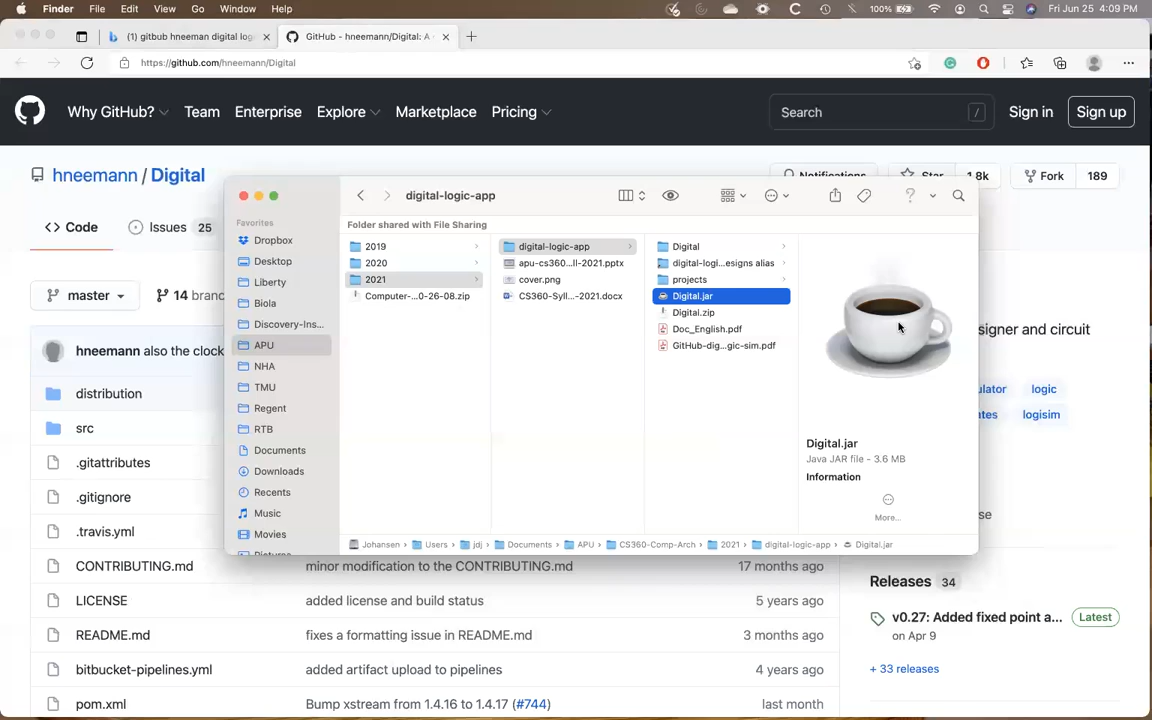 Finder File Edit View Go Window Help 100% Fri Jun 25 4:09 PM
(1) gitbub hneeman digital log GitHub - hneemann/Digital: A
https://github.com/hneemann/Digital
Why GitHub? Team Enterprise Explore Marketplace Pricing Search / Sign in Sign up
hneemann / Digital Notifications Star 1.8k Fork 189
Code Issues 25
master 14 branc
hneemann also the clock
distribution
src
.gitattributes
.gitignore
.travis.yml
CONTRIBUTING.md minor modification to the CONTRIBUTING.md 17 months ago
LICENSE added license and build status 5 years ago
README.md fixes a formatting issue in README.md 3 months ago
bitbucket-pipelines.yml added artifact upload to pipelines 4 years ago
pom.xml Bump xstream from 1.4.16 to 1.4.17 (#744) last month
digital-logic-app
Folder shared with File Sharing
Favorites
Dropbox
Desktop
Liberty
Biola
Discovery-Ins...
APU
NHA
TMU
Regent
RTB
Documents
Downloads
Recents
Music
Movies
Pictures
2019
2020
2021
Computer-...0-26-08.zip
digital-logic-app
apu-cs360...ll-2021.pptx
cover.png
CS360-Syll...-2021.docx
Digital
digital-logi...esigns alias
projects
Digital.jar
Digital.zip
Doc_English.pdf
GitHub-dig...gic-sim.pdf
Digital.jar
Java JAR file - 3.6 MB
Information
More...
Johansen Users jdj Documents APU CS360-Comp-Arch 2021 digital-logic-app Digital.jar
signer and circuit
ulator logic
ates logisim
se
Releases 34
v0.27: Added fixed point a... Latest
on Apr 9
+ 33 releases